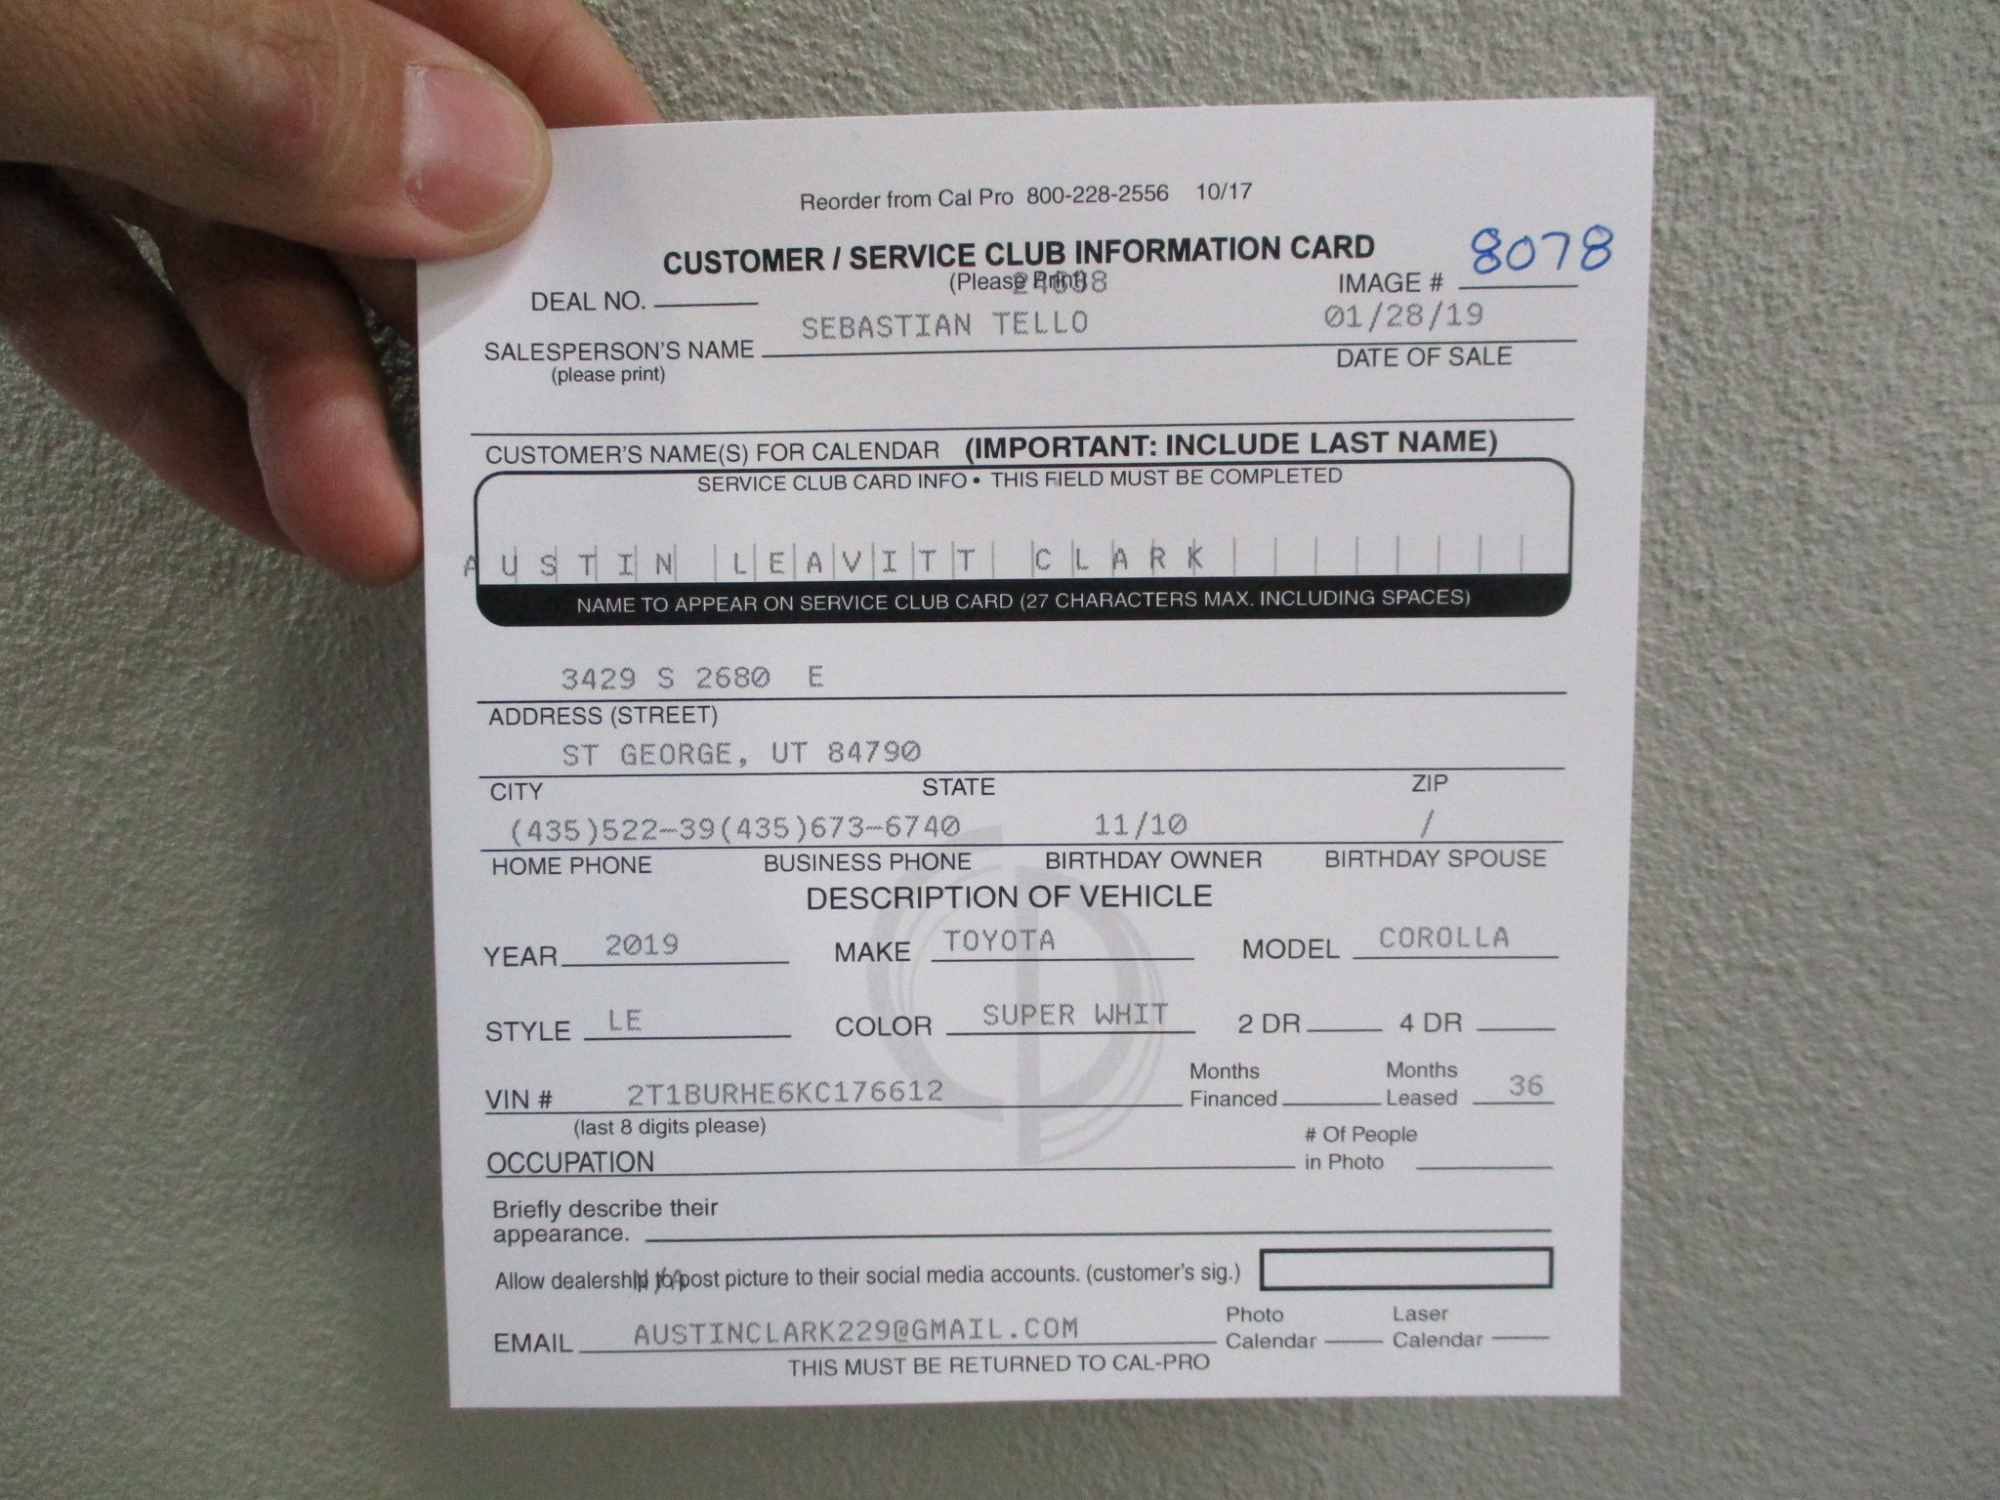 Reorder from Cal Pro 800-228-2556 10/17
CUSTOMER / SERVICE CLUB INFORMATION CARD
8078
(Please Print)
DEAL NO.
IMAGE #
SEBASTIAN TELLO
01/28/19
SALESPERSON'S NAME
DATE OF SALE
(please print)
CUSTOMER'S NAME(S) FOR CALENDAR (IMPORTANT: INCLUDE LAST NAME)
SERVICE CLUB CARD INFO • THIS FIELD MUST BE COMPLETED
AUSTIN LEAVITT CLARK
NAME TO APPEAR ON SERVICE CLUB CARD (27 CHARACTERS MAX. INCLUDING SPACES)
3429 S 2680 E
ADDRESS (STREET)
ST GEORGE, UT 84790
CITY STATE ZIP
(435)522-39(435)673-6740 11/10 /
HOME PHONE BUSINESS PHONE BIRTHDAY OWNER BIRTHDAY SPOUSE
DESCRIPTION OF VEHICLE
YEAR 2019 MAKE TOYOTA MODEL COROLLA
STYLE LE COLOR SUPER WHIT 2 DR 4 DR
VIN # 2T1BURHE6KC176612 Months Financed Months Leased 36
(last 8 digits please)
OCCUPATION # Of People in Photo
Briefly describe their
appearance.
Allow dealership to post picture to their social media accounts. (customer's sig.)
N/A
EMAIL AUSTINCLARK229@GMAIL.COM Photo Calendar Laser Calendar
THIS MUST BE RETURNED TO CAL-PRO